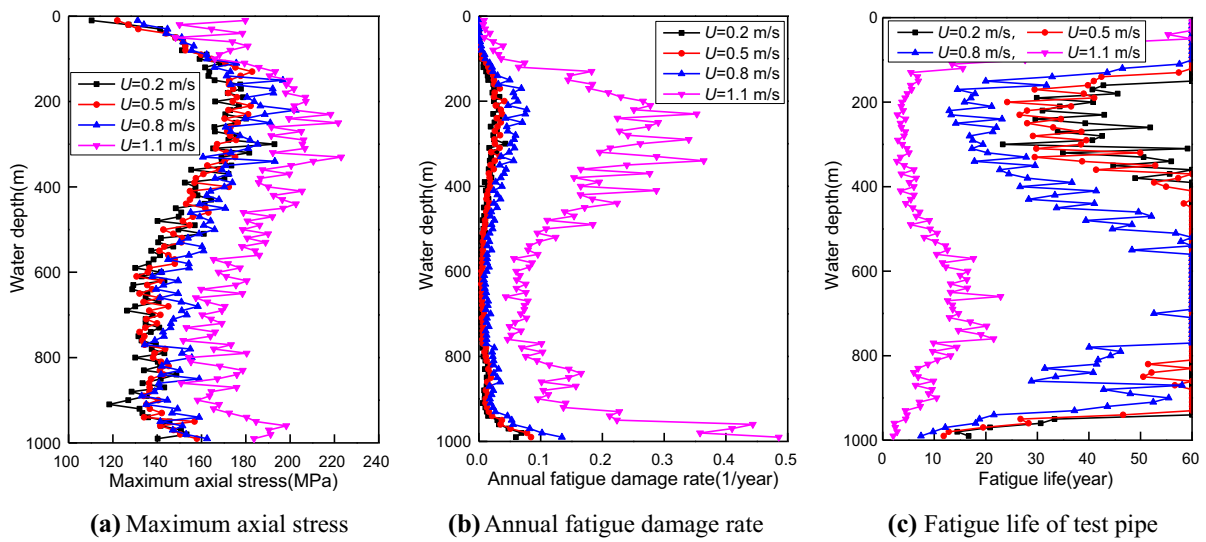 0
200
400
600
800
1000
Water depth(m)
U=0.2 m/s
U=0.5 m/s
U=0.8 m/s
U=1.1 m/s
100 120 140 160 180 200 220 240
Maximum axial stress(MPa)
(a) Maximum axial stress
0
200
400
600
800
1000
Water depth(m)
U=0.2 m/s
U=0.5 m/s
U=0.8 m/s
U=1.1 m/s
0.0 0.1 0.2 0.3 0.4 0.5
Annual fatigue damage rate(1/year)
(b) Annual fatigue damage rate
0
200
400
600
800
1000
Water depth(m)
U=0.2 m/s, U=0.5 m/s
U=0.8 m/s, U=1.1 m/s
0 10 20 30 40 50 60
Fatigue life(year)
(c) Fatigue life of test pipe